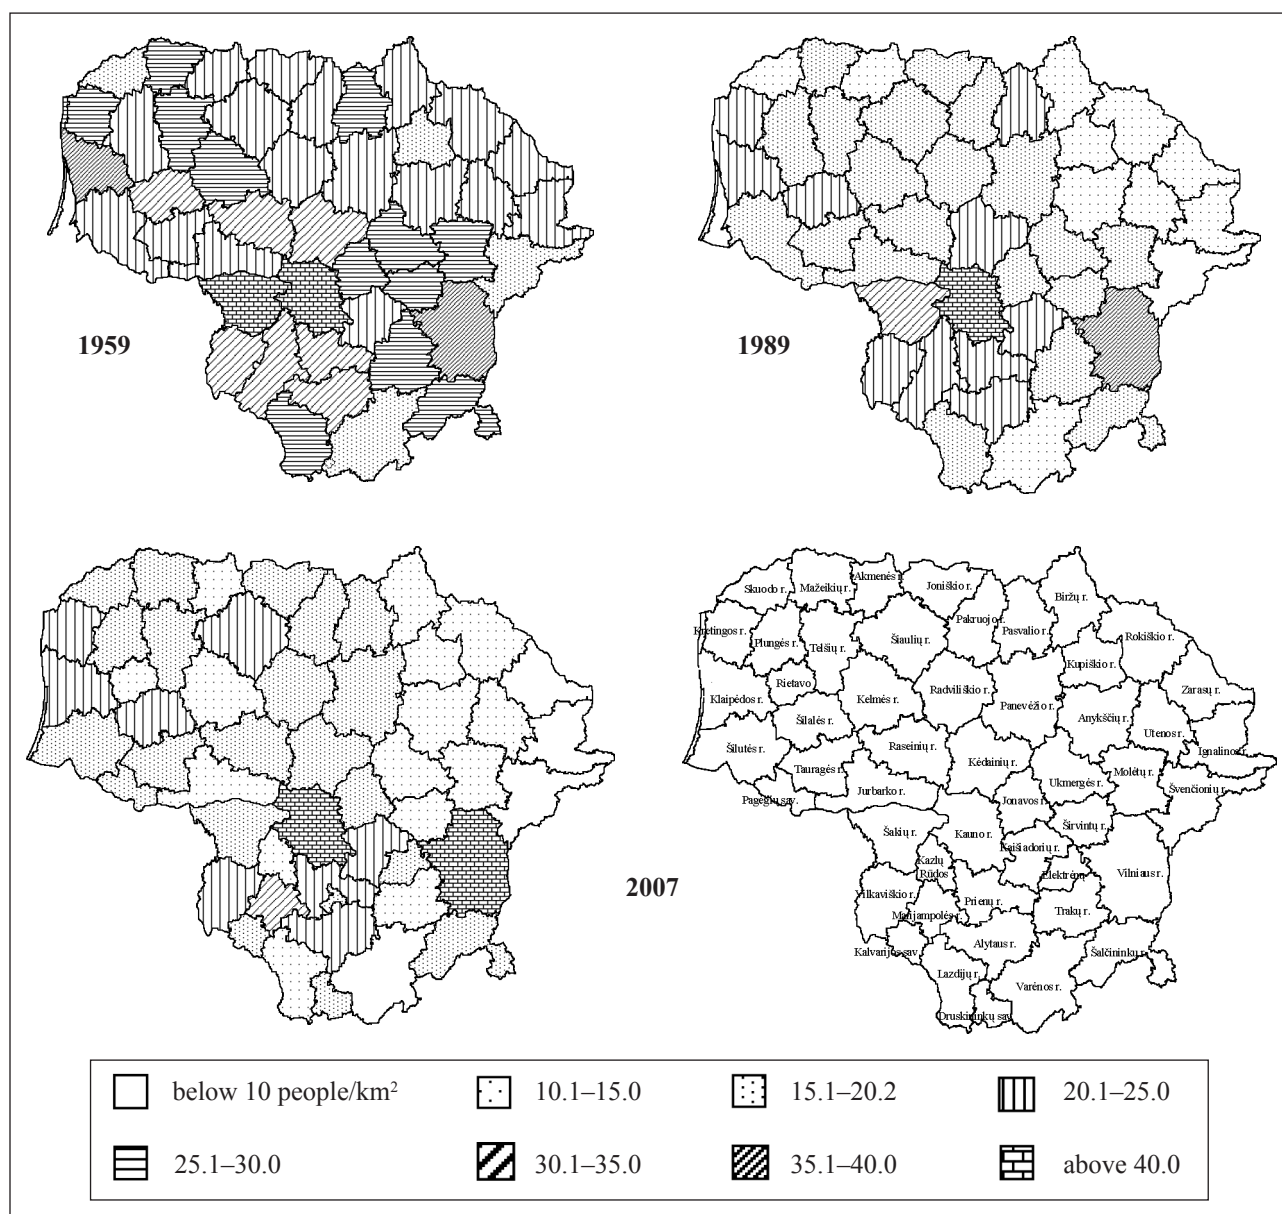 1959
1989
2007
Skuodo r.
Mažeikių r.
Akmenės r.
Joniškio r.
Biržų r.
Kretingos r.
Plungės r.
Telšių r.
Šiaulių r.
Pakruojo r.
Pasvalio r.
Rokiškio r.
Kupiškio r.
Klaipėdos r.
Rietavo
Kelmės r.
Radviliškio r.
Panevėžio r.
Zarasų r.
Anykščių r.
Šilalės r.
Utenos r.
Šilutės r.
Raseinių r.
Ignalinos r.
Tauragės r.
Kėdainių r.
Ukmergės r.
Molėtų r.
Švenčionių r.
Pagėgių sav.
Jurbarko r.
Jonavos r.
Širvintų r.
Šakių r.
Kauno r.
Kaišiadorių r.
Kazlų
Rūdos
Elektrėnų
Vilniaus r.
Vilkaviškio r.
Prienų r.
Marijampolės r.
Trakų r.
Kalvarijos sav.
Alytaus r.
Šalčininkų r.
Lazdijų r.
Varėnos r.
Druskininkų sav.
below 10 people/km²
10.1–15.0
15.1–20.2
20.1–25.0
25.1–30.0
30.1–35.0
35.1–40.0
above 40.0